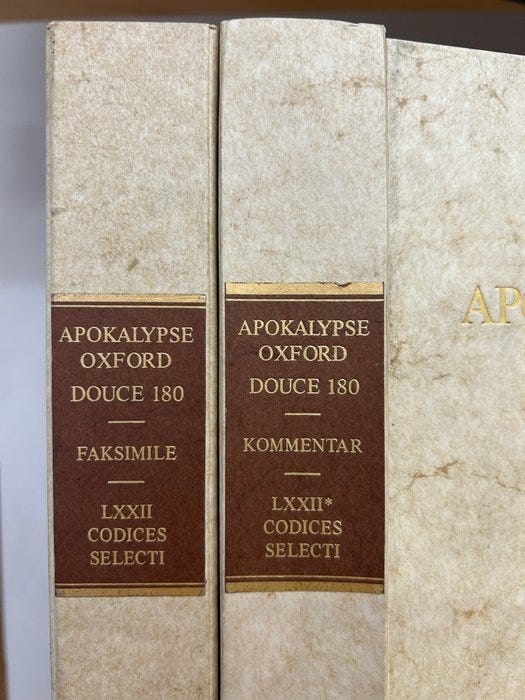 APOKALYPSE
OXFORD
DOUCE 180
FAKSIMILE
LXXII
CODICES
SELECTI
APOKALYPSE
OXFORD
DOUCE 180
KOMMENTAR
LXXII*
CODICES
SELECTI